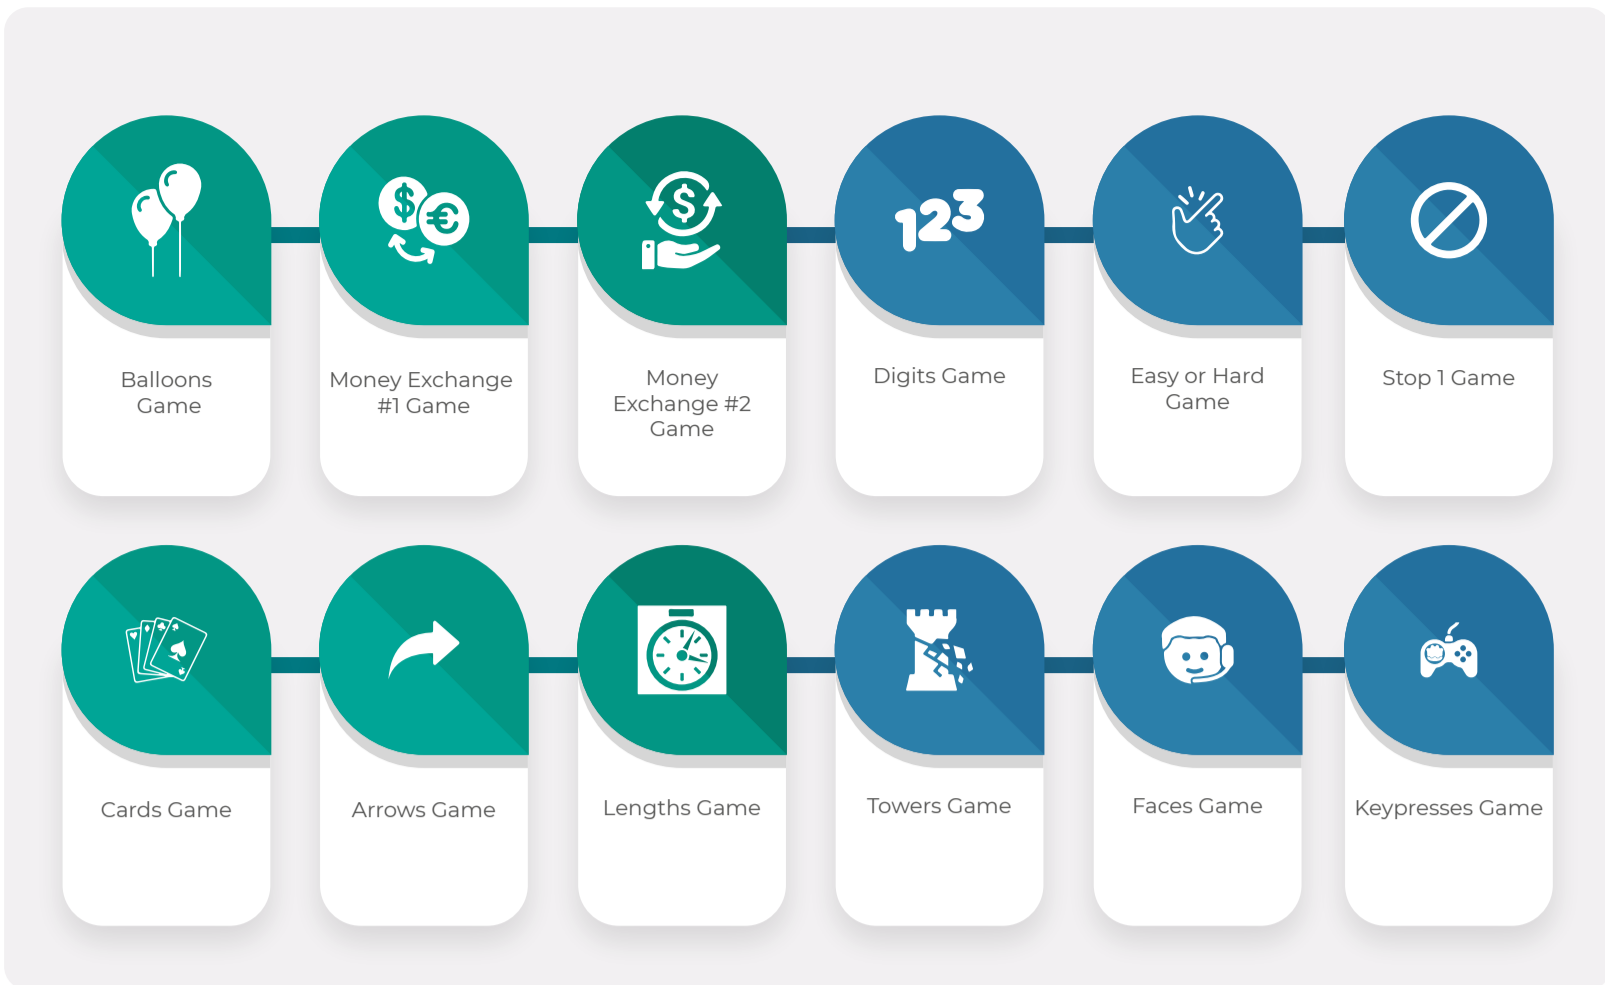 123
Balloons
Game
Money Exchange
#1 Game
Money
Exchange #2
Game
Digits Game
Easy or Hard
Game
Stop 1 Game
Cards Game
Arrows Game
Lengths Game
Towers Game
Faces Game
Keypresses Game